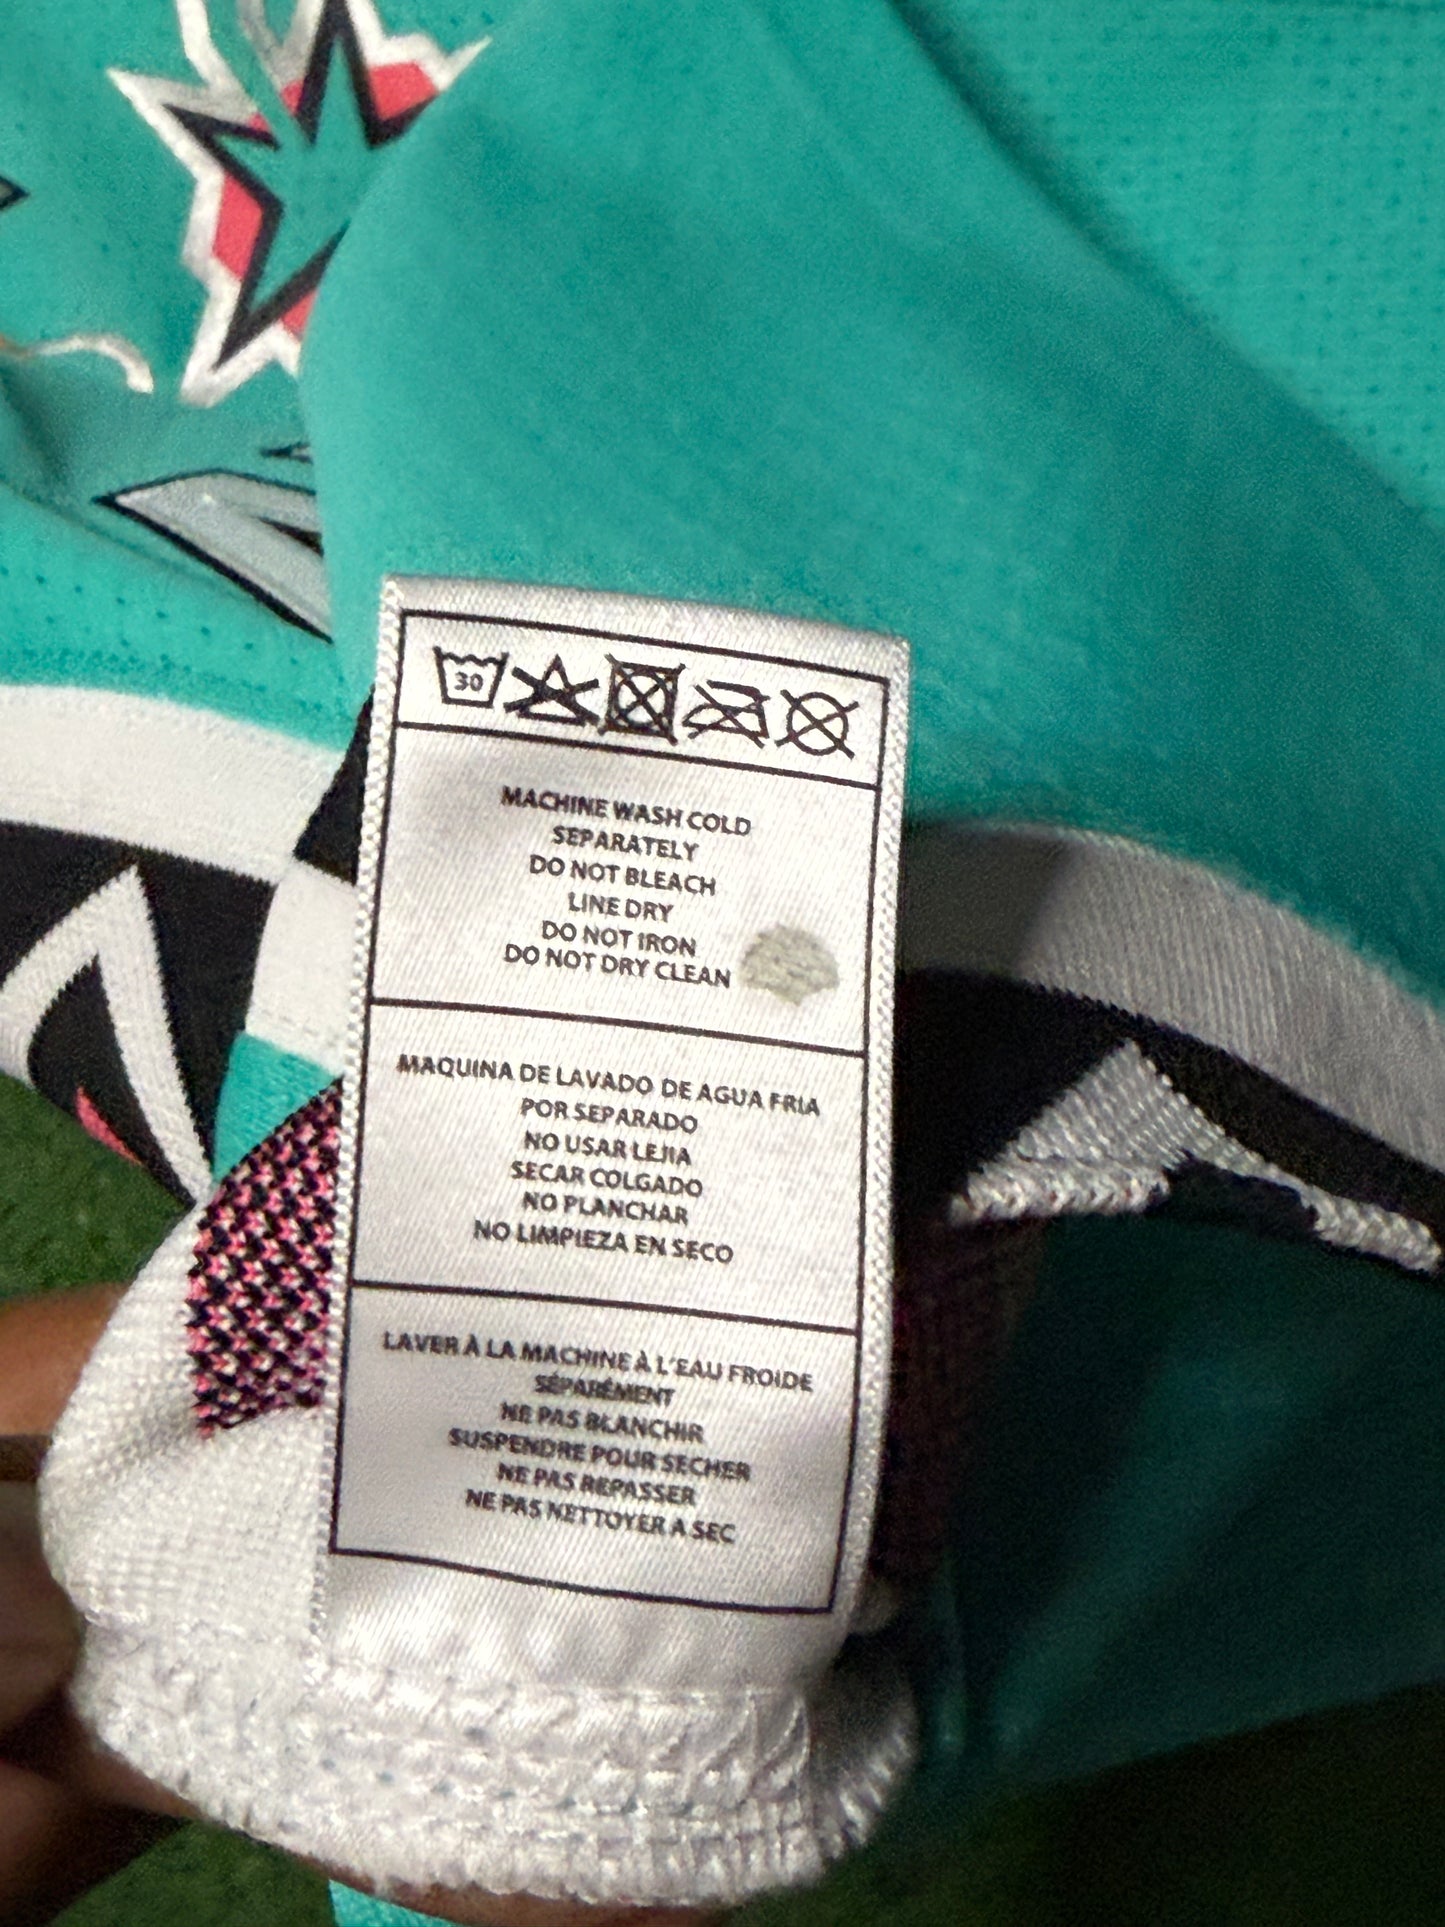 30
MACHINE WASH COLD
SEPARATELY
DO NOT BLEACH
LINE DRY
DO NOT IRON
DO NOT DRY CLEAN
MAQUINA DE LAVADO DE AGUA FRIA
POR SEPARADO
NO USAR LEJIA
SECAR COLGADO
NO PLANCHAR
NO LIMPIEZA EN SECO
LAVER À LA MACHINE À L'EAU FROIDE
SÉPARÉMENT
NE PAS BLANCHIR
SUSPENDRE POUR SECHER
NE PAS REPASSER
NE PAS NETTOYER A SEC